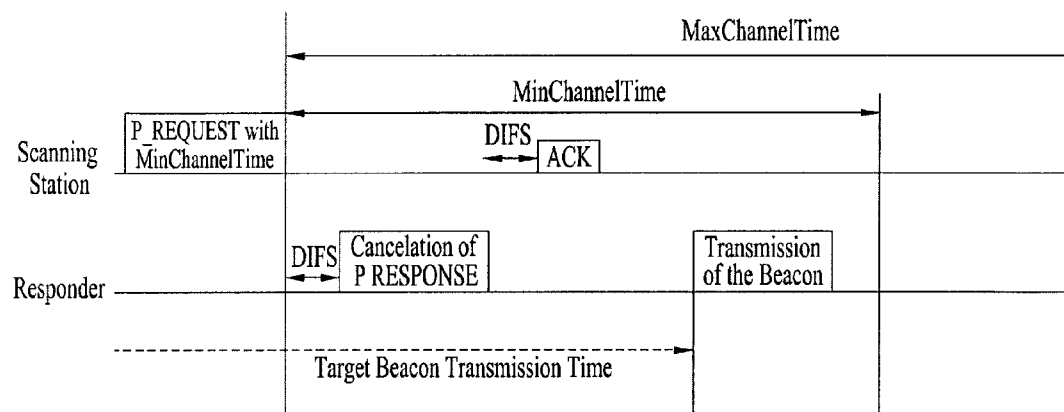 MaxChannelTime
MinChannelTime
P_REQUEST with
MinChannelTime
DIFS
ACK
Scanning
Station
DIFS
Cancelation of
P RESPONSE
Transmission
of the Beacon
Responder
Target Beacon Transmission Time